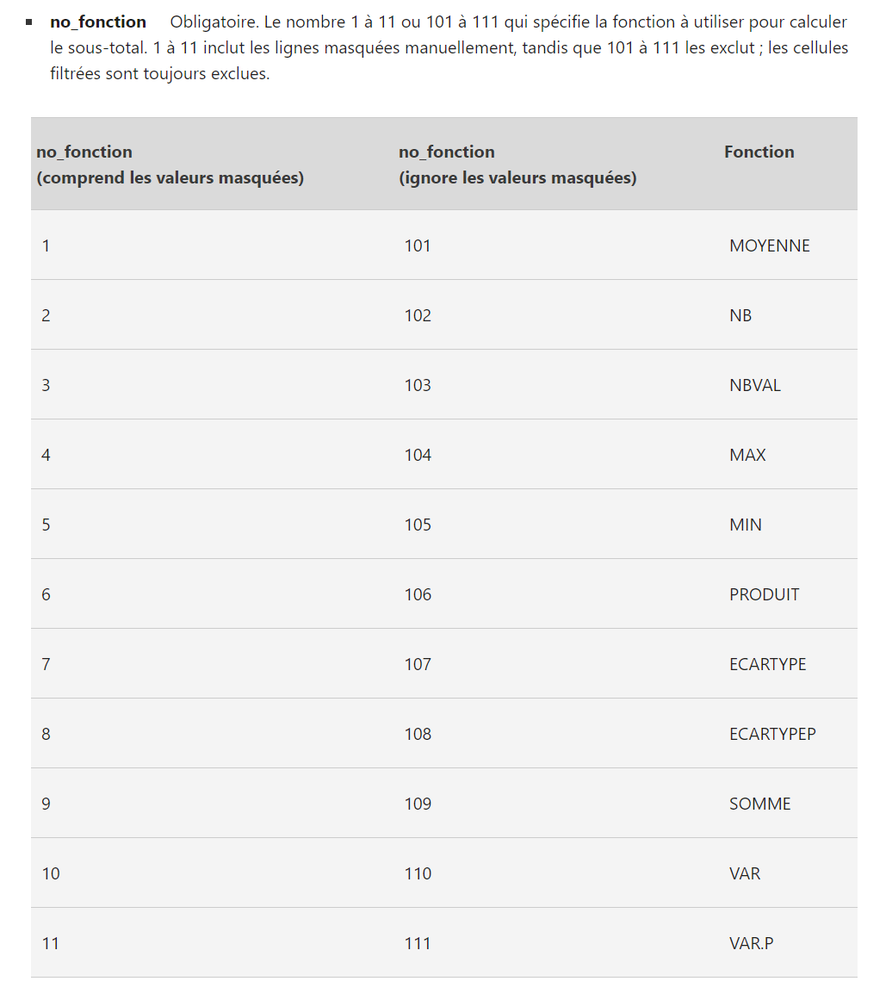 ▪ no_fonction Obligatoire. Le nombre 1 à 11 ou 101 à 111 qui spécifie la fonction à utiliser pour calculer
le sous-total. 1 à 11 inclut les lignes masquées manuellement, tandis que 101 à 111 les exclut ; les cellules
filtrées sont toujours exclues.
no_fonction no_fonction Fonction
(comprend les valeurs masquées) (ignore les valeurs masquées)
1 101 MOYENNE
2 102 NB
3 103 NBVAL
4 104 MAX
5 105 MIN
6 106 PRODUIT
7 107 ECARTYPE
8 108 ECARTYPEP
9 109 SOMME
10 110 VAR
11 111 VAR.P